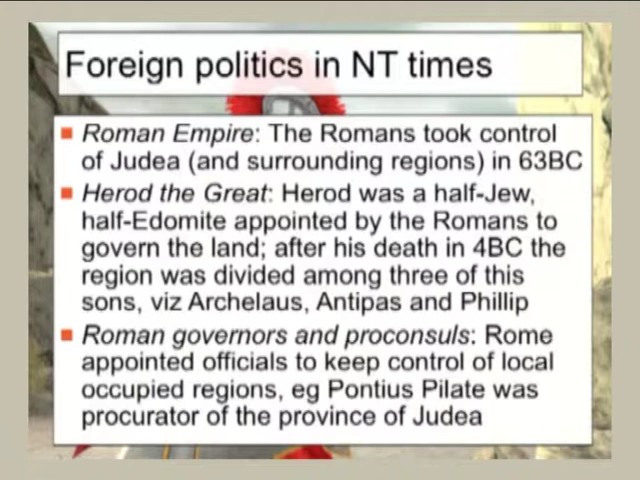 Foreign politics in NT times
Roman Empire: The Romans took control
of Judea (and surrounding regions) in 63BC
Herod the Great: Herod was a half-Jew,
half-Edomite appointed by the Romans to
govern the land; after his death in 4BC the
region was divided among three of this
sons, viz Archelaus, Antipas and Phillip
Roman governors and proconsuls: Rome
appointed officials to keep control of local
occupied regions, eg Pontius Pilate was
procurator of the province of Judea